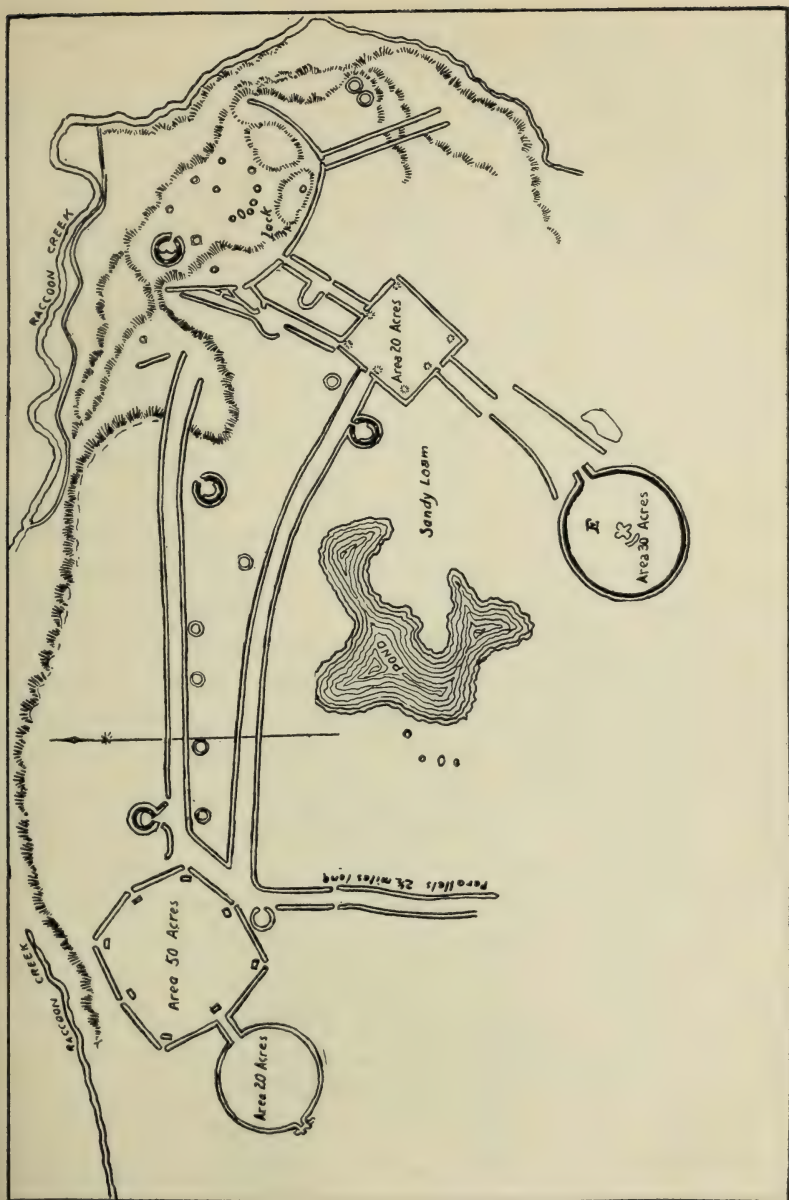 RACCOON CREEK
lock
Area 20 Acres
Sandy Loam
E
Area 30 Acres
POND
Parallels 2½ miles long
Area 50 Acres
RACCOON CREEK
Area 20 Acres